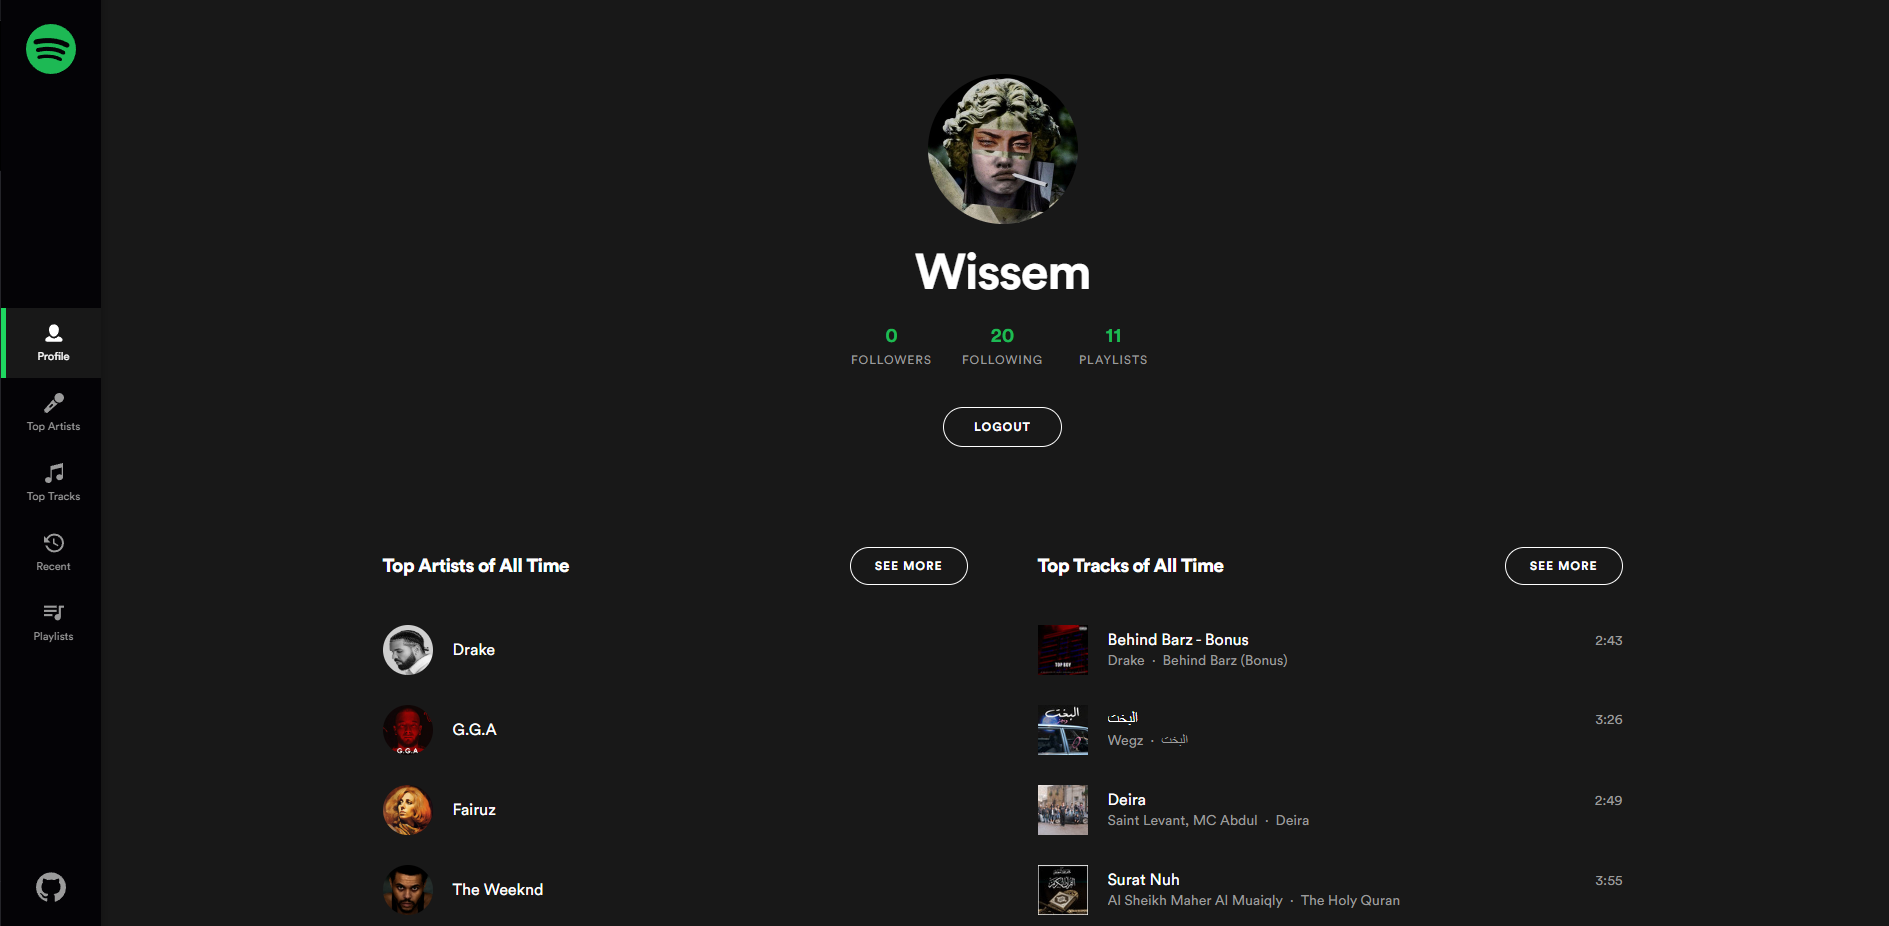 Profile
Top Artists
Top Tracks
Recent
Playlists
Wissem
0
FOLLOWERS
20
FOLLOWING
11
PLAYLISTS
LOGOUT
Top Artists of All Time
SEE MORE
Drake
G.G.A
G.G.A
Fairuz
The Weeknd
Top Tracks of All Time
SEE MORE
TOP BOY
Behind Barz - Bonus
2:43
Drake · Behind Barz (Bonus)
البخت
البخت
3:26
Wegz · البخت
Deira
2:49
Saint Levant, MC Abdul · Deira
Surat Nuh
3:55
Al Sheikh Maher Al Muaiqly · The Holy Quran